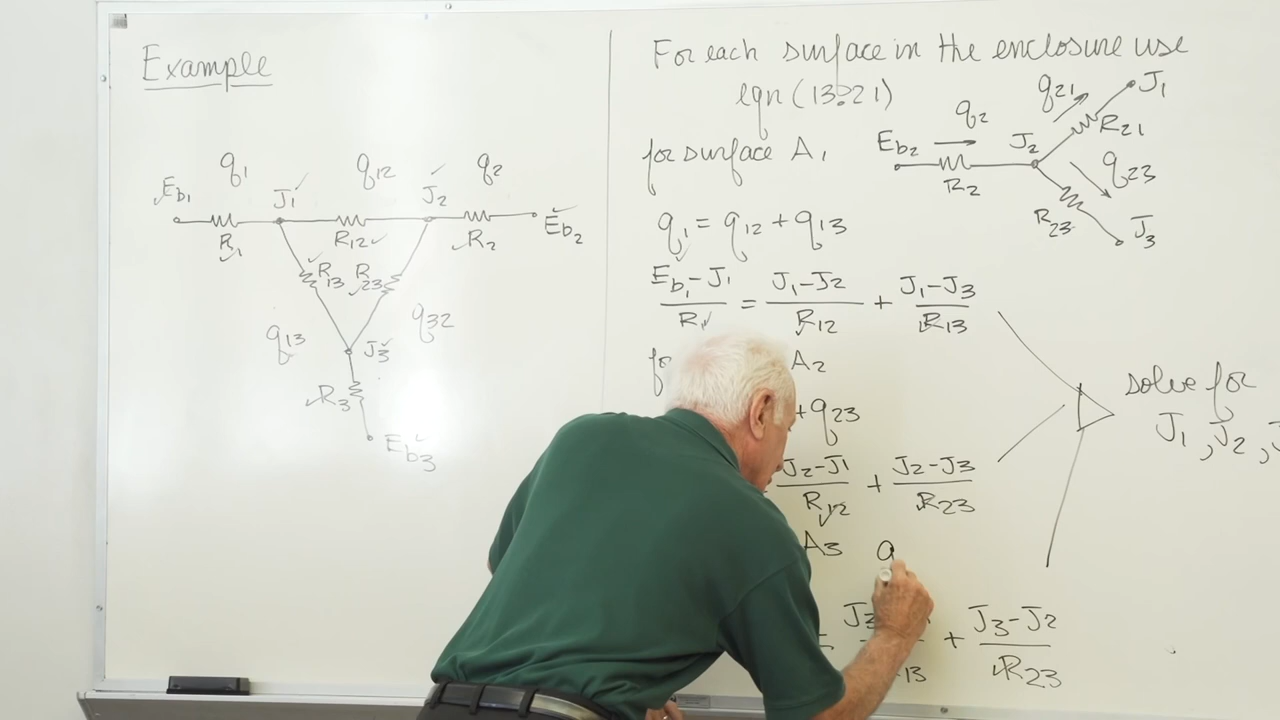 Example
q1 q12 q2
Eb1 J1 J2
R1 R12 R2 Eb2
R13 R23
q13 q32
J3
R3
Eb3
For each surface in the enclosure use
eqn (13.21)
for surface A1
q1 = q12 + q13
Eb1 - J1 / R1 = J1 - J2 / R12 + J1 - J3 / R13
A2
+ q23
J2 - J1 / R12 + J2 - J3 / R23
A3 q
J3 / 13 + J3 - J2 / R23
q21 J1
q2 R21
Eb2 J2
R2 q23
R23 J3
solve for
J1, J2,